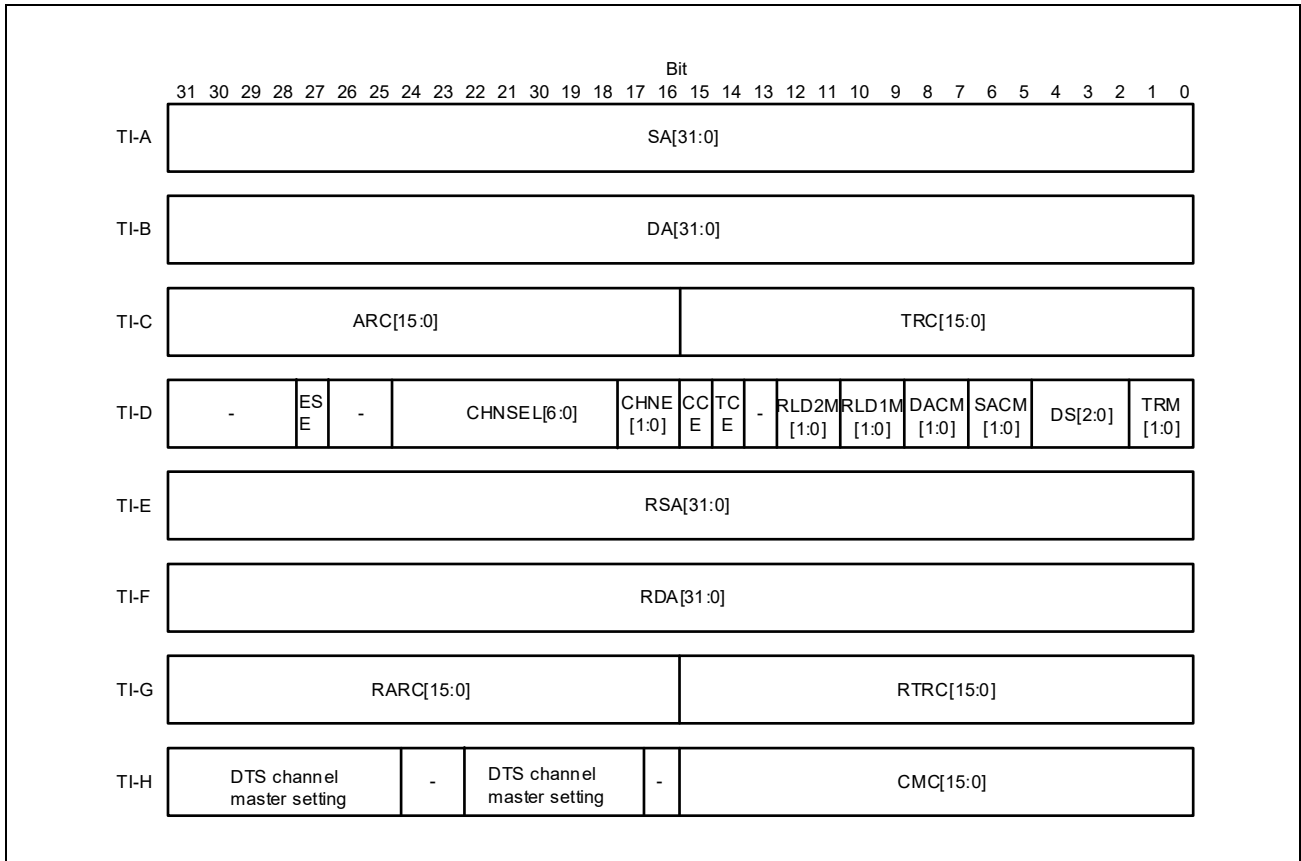 Bit
31 30 29 28 27 26 25 24 23 22 21 30 19 18 17 16 15 14 13 12 11 10 9 8 7 6 5 4 3 2 1 0
TI-A
SA[31:0]
TI-B
DA[31:0]
TI-C
ARC[15:0]
TRC[15:0]
TI-D
-
ES
E
-
CHNSEL[6:0]
CHNE
[1:0]
CC
E
TC
E
-
RLD2M
[1:0]
RLD1M
[1:0]
DACM
[1:0]
SACM
[1:0]
DS[2:0]
TRM
[1:0]
TI-E
RSA[31:0]
TI-F
RDA[31:0]
TI-G
RARC[15:0]
RTRC[15:0]
TI-H
DTS channel
master setting
-
DTS channel
master setting
-
CMC[15:0]